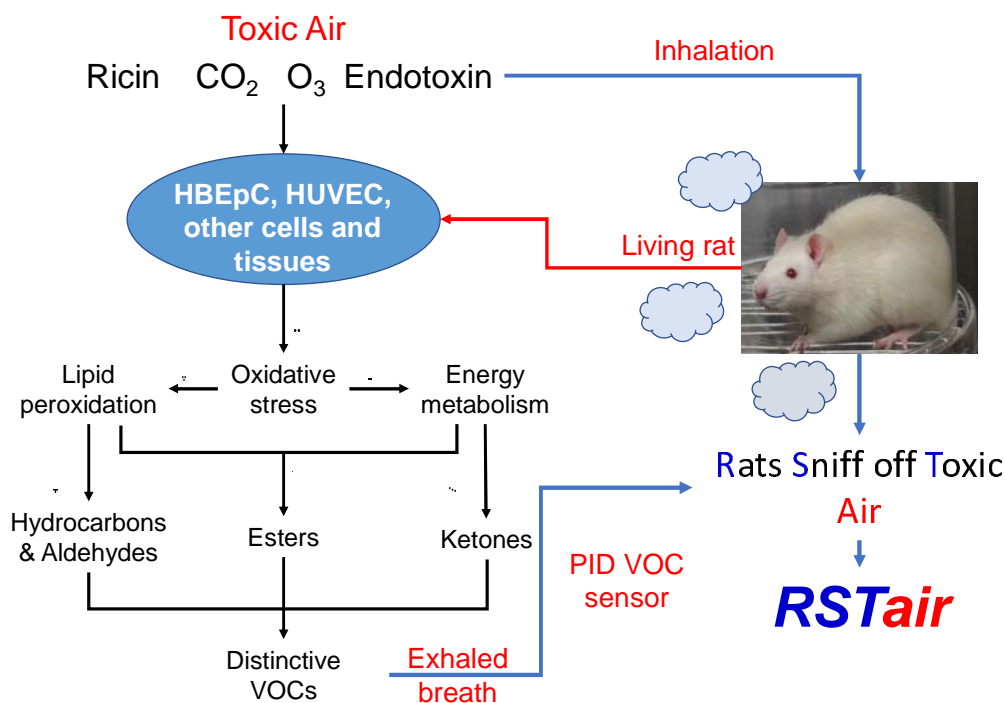 Toxic Air
Ricin CO₂ O₃ Endotoxin
Inhalation
HBEpC, HUVEC,
other cells and
tissues
Living rat
Lipid
peroxidation
Oxidative
stress
Energy
metabolism
Hydrocarbons
& Aldehydes
Esters
Ketones
Distinctive
VOCs
Exhaled
breath
PID VOC
sensor
Rats Sniff off Toxic
Air
RSTair